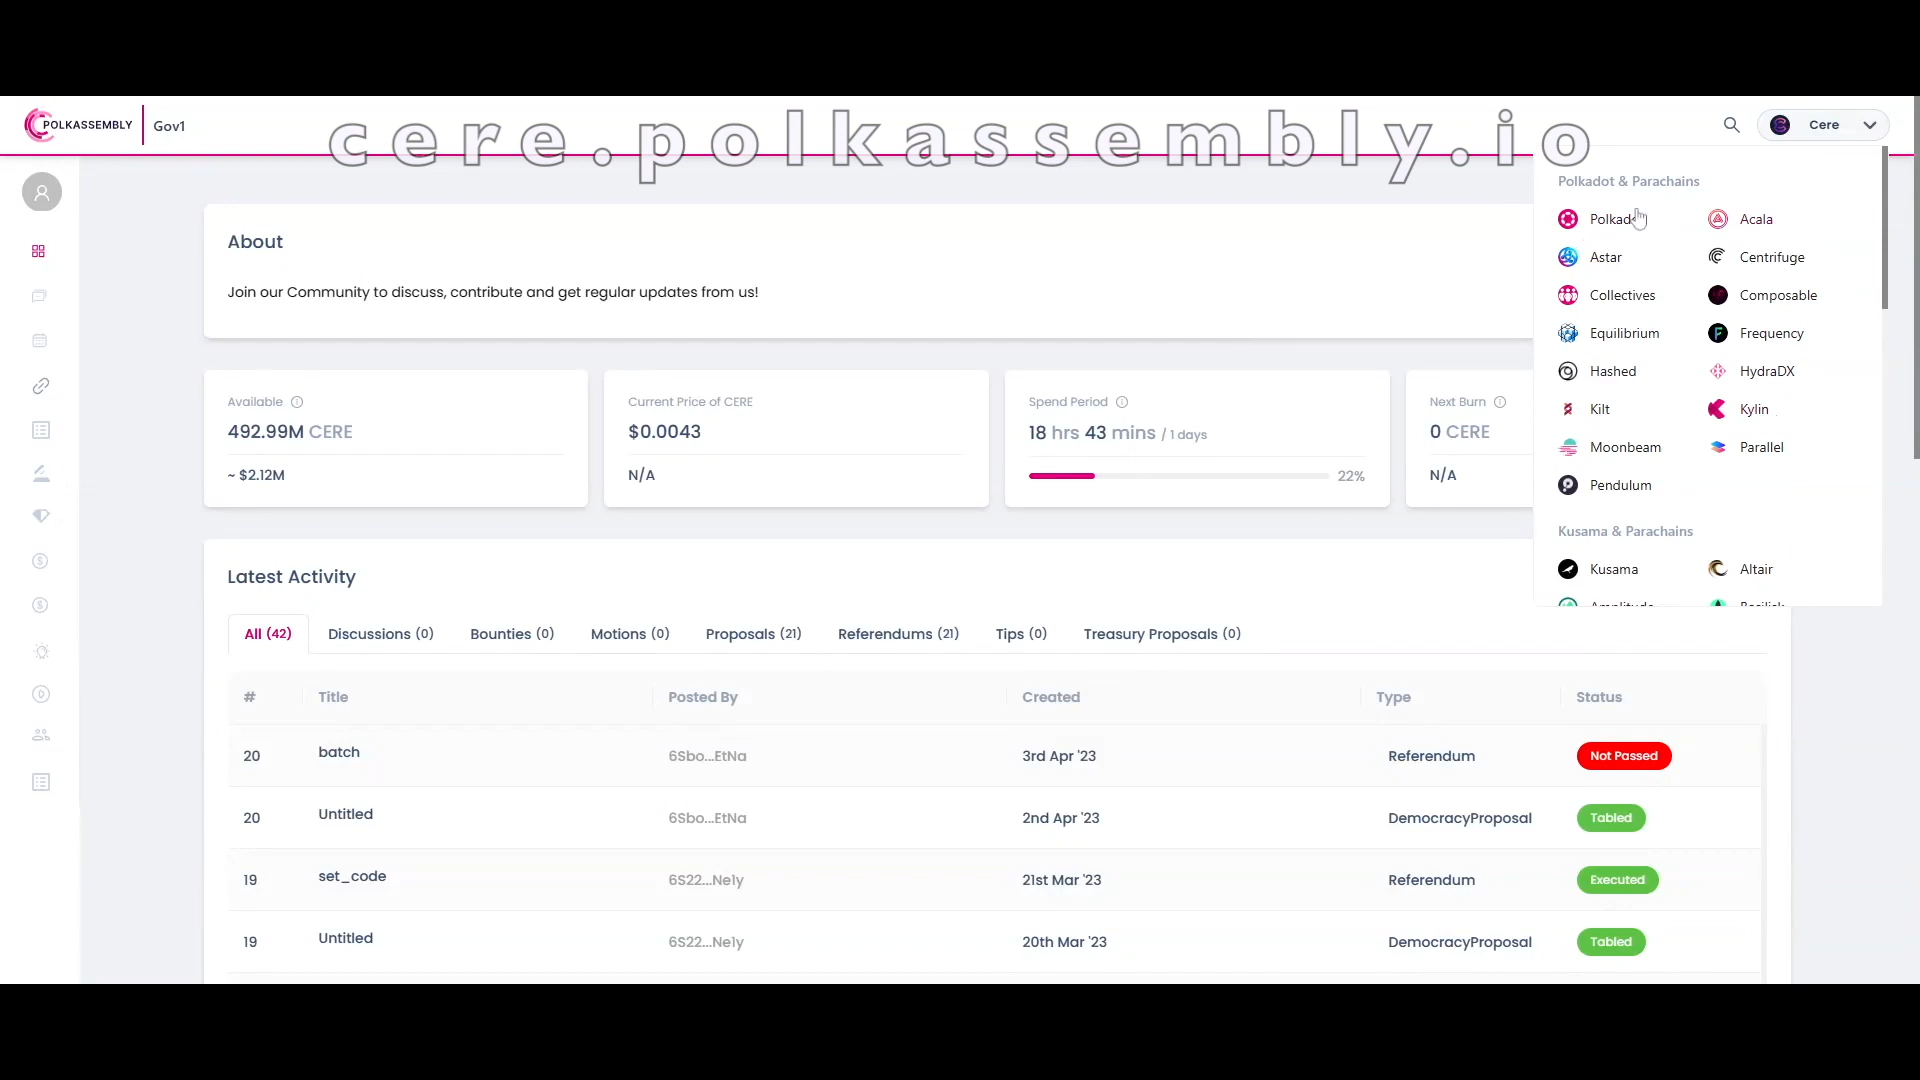 POLKASSEMBLY Gov1
cere.polkassembly.io
Cere
Polkadot & Parachains
Acala
Astar Centrifuge
Collectives Composable
Equilibrium Frequency
Hashed HydraDX
Kilt Kylin
Moonbeam Parallel
Pendulum
Kusama & Parachains
Kusama Altair
About
Join our Community to discuss, contribute and get regular updates from us!
Available
492.99M CERE
~ $2.12M
Current Price of CERE
$0.0043
N/A
Spend Period
18 hrs 43 mins / 1 days
22%
Next Burn
0 CERE
N/A
Latest Activity
All (42) Discussions (0) Bounties (0) Motions (0) Proposals (21) Referendums (21) Tips (0) Treasury Proposals (0)
# Title Posted By Created Type Status
20 batch 6Sbo...EtNa 3rd Apr '23 Referendum Not Passed
20 Untitled 6Sbo...EtNa 2nd Apr '23 DemocracyProposal Tabled
19 set_code 6S22...Ne1y 21st Mar '23 Referendum Executed
19 Untitled 6S22...Ne1y 20th Mar '23 DemocracyProposal Tabled